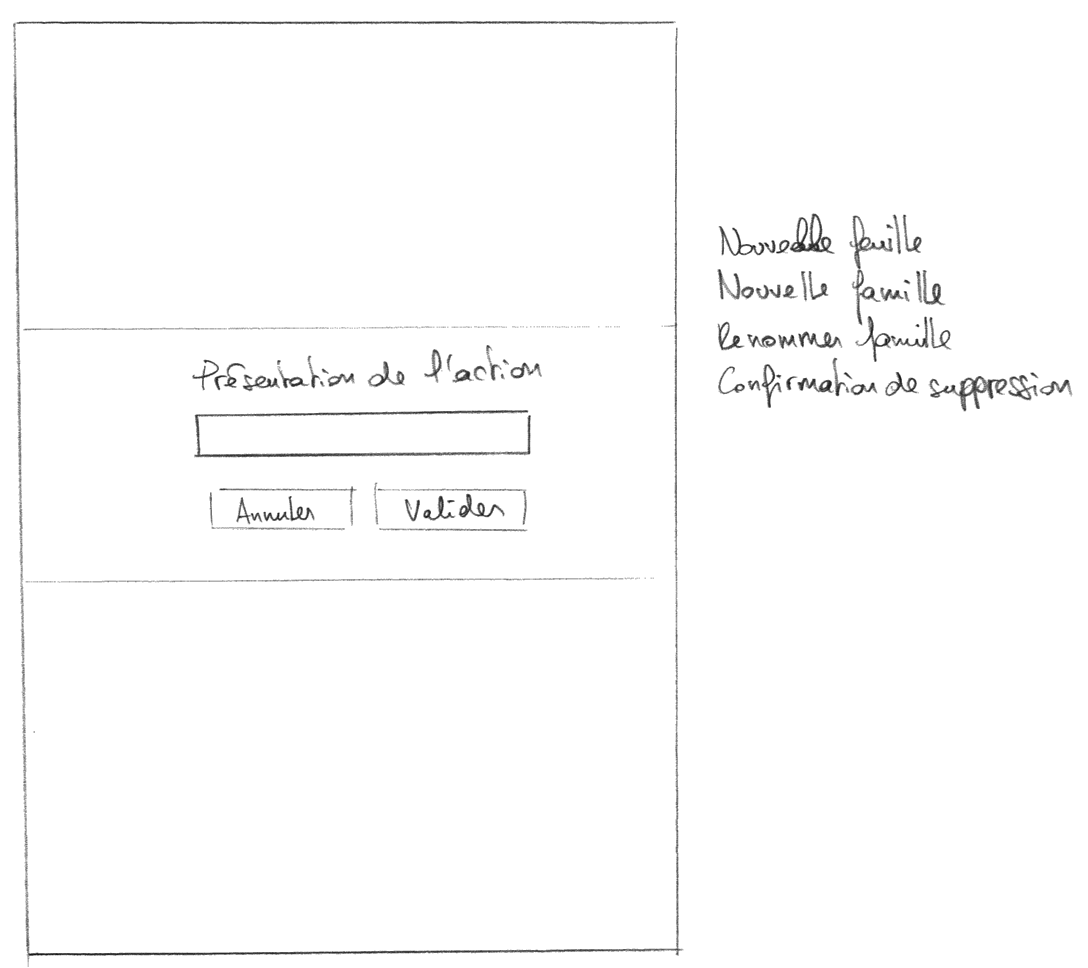 Nouvelle feuille
Nouvelle famille
Renommer famille
Confirmation de suppression
Présentation de l'action
Annuler
Valider